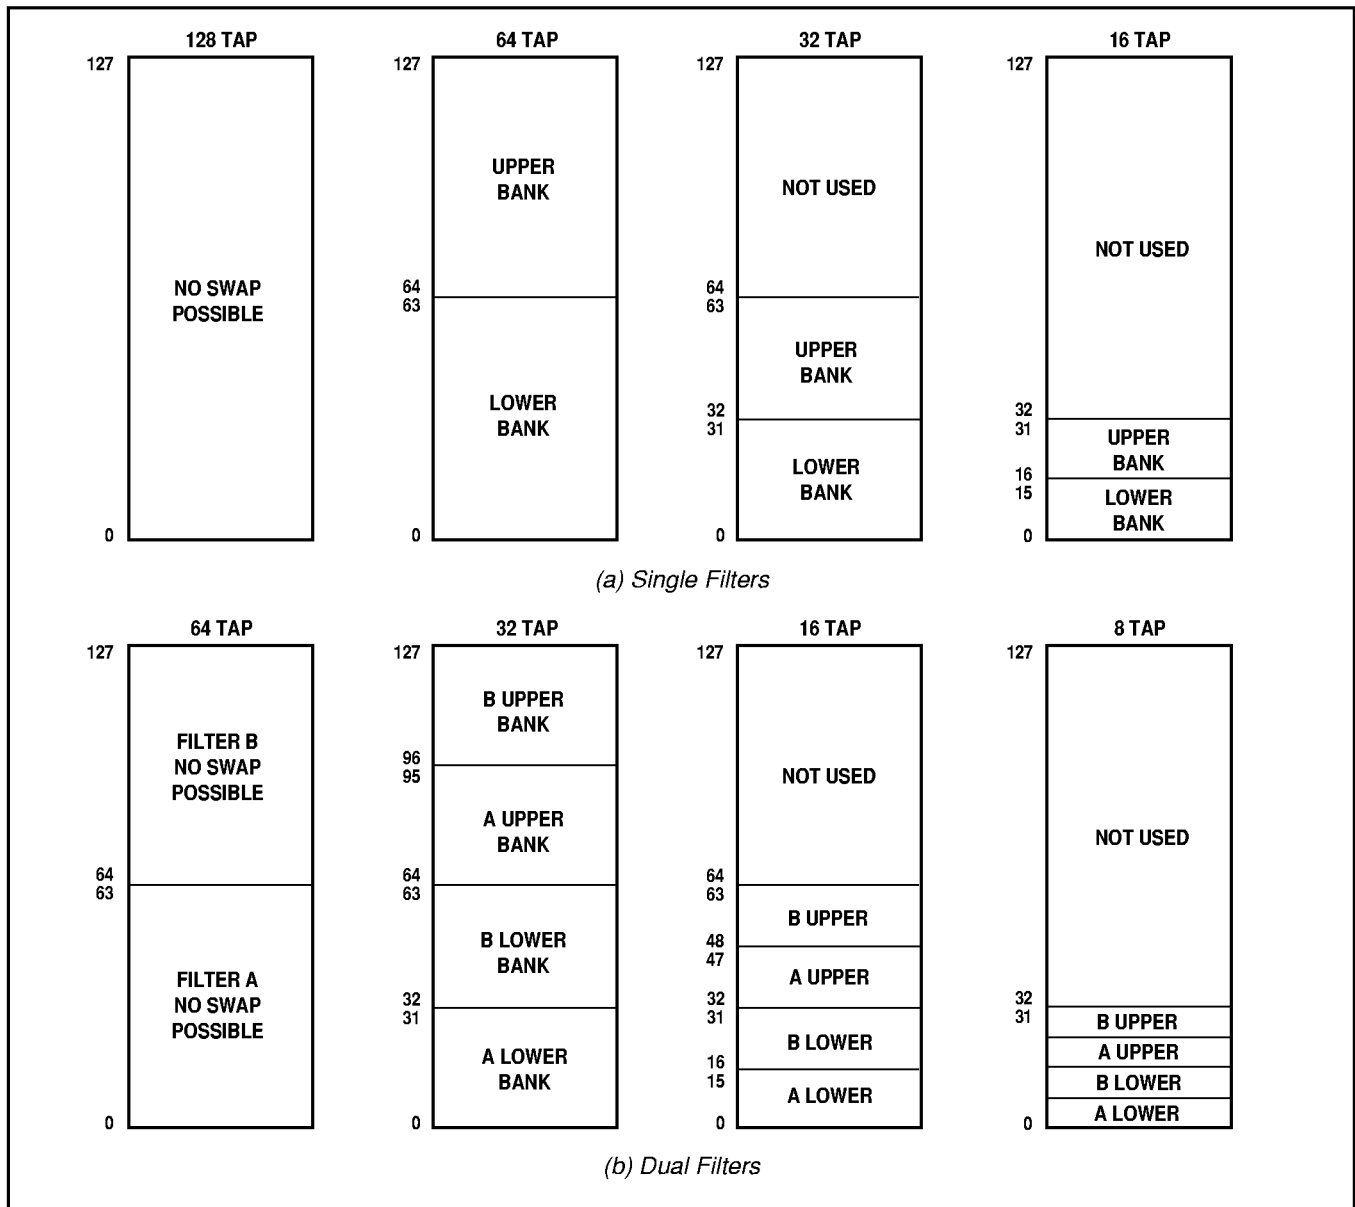 128 TAP
127
NO SWAP
POSSIBLE
0
64 TAP
127
UPPER
BANK
64
63
LOWER
BANK
0
32 TAP
127
NOT USED
64
63
UPPER
BANK
32
31
LOWER
BANK
0
16 TAP
127
NOT USED
32
31
UPPER
BANK
16
15
LOWER
BANK
0
(a) Single Filters
64 TAP
127
FILTER B
NO SWAP
POSSIBLE
64
63
FILTER A
NO SWAP
POSSIBLE
0
32 TAP
127
B UPPER
BANK
96
95
A UPPER
BANK
64
63
B LOWER
BANK
32
31
A LOWER
BANK
0
16 TAP
127
NOT USED
64
63
B UPPER
48
47
A UPPER
32
31
B LOWER
16
15
A LOWER
0
8 TAP
127
NOT USED
32
31
B UPPER
A UPPER
B LOWER
A LOWER
0
(b) Dual Filters